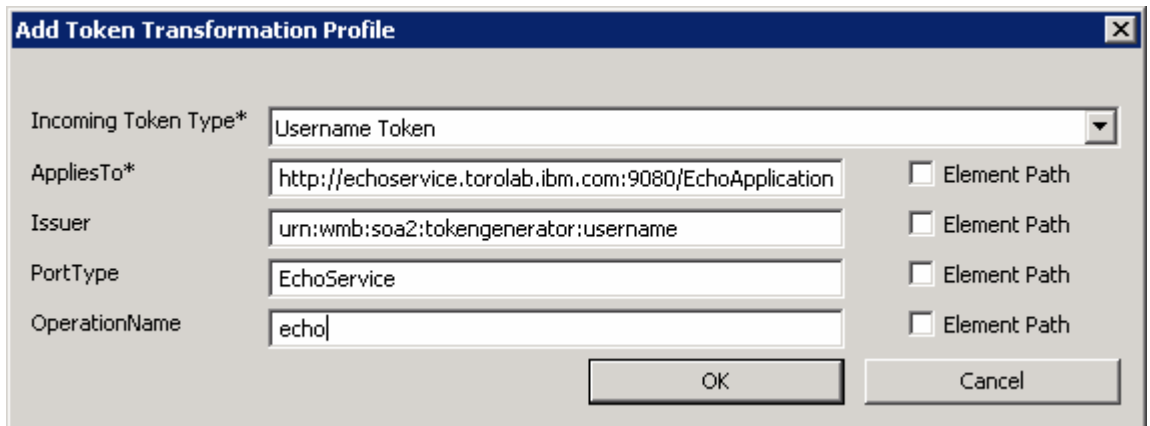 Add Token Transformation Profile
Incoming Token Type* Username Token
AppliesTo* http://echoservice.torolab.ibm.com:9080/EchoApplication Element Path
Issuer urn:wmb:soa2:tokengenerator:username Element Path
PortType EchoService Element Path
OperationName echo Element Path
OK Cancel